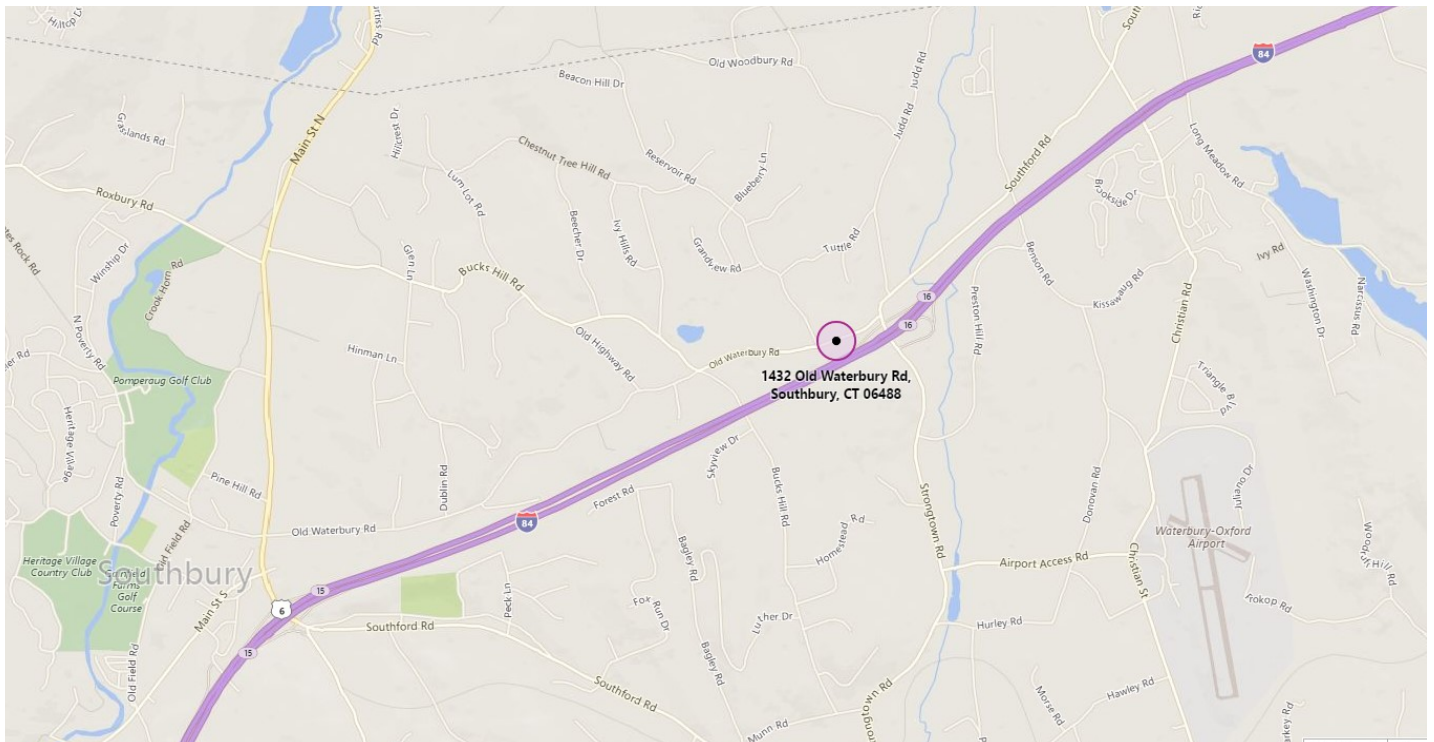 Hilltop Ln
Curtiss Rd
Old Woodbury Rd
Beacon Hill Dr
Judd Rd
Judd Rd
84
Grasslands Rd
Main St N
Hillcrest Dr
Chestnut Tree Hill Rd
Reservoir Rd
Blueberry Ln
Southford Rd
Long Meadow Rd
Roxbury Rd
Lum Lot Rd
Brookside Dr
Winship Dr
Crook Horn Rd
Glen Ln
Beecher Dr
Ivy Hills Rd
Grandview Rd
Tuttle Rd
Benson Rd
Ivy Rd
Bucks Hill Rd
Kissawaug Rd
Christian Rd
Washington Dr
Narcissus Rd
N Poverty Rd
16
16
Preston Hill Rd
Hinman Ln
Old Highway Rd
Old Waterbury Rd
1432 Old Waterbury Rd,
Southbury, CT 06488
Pomperaug Golf Club
Triangle Blvd
Heritage Village
Skyview Dr
Juliano Dr
Pine Hill Rd
Dublin Rd
Forest Rd
Bucks Hill Rd
Strongtown Rd
Donovan Rd
Poverty Rd
Old Waterbury Rd
84
Homestead Rd
Waterbury-Oxford
Airport
Old Field Rd
Heritage Village
Country Club
Southbury
Farms
Golf
Course
Bagley Rd
Airport Access Rd
Christian St
15
6
Peck Ln
Fox Run Dr
Luther Dr
Prokop Rd
Main St S
Southford Rd
Hurley Rd
15
Bagley Rd
Old Field Rd
Southford Rd
Hawley Rd
Morse Rd
Munn Rd